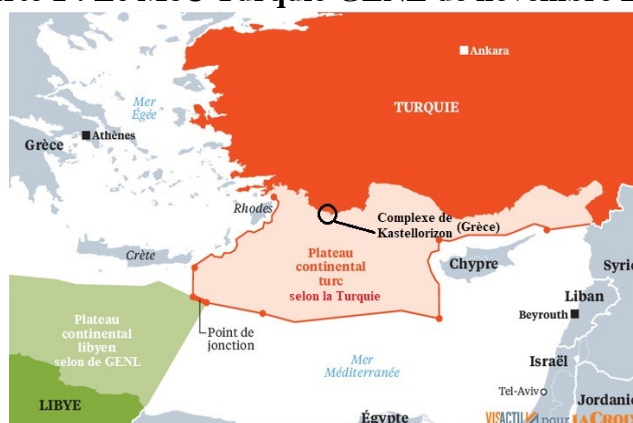 Ankara
Mer
Égée
TURQUIE
Athènes
Grèce
Rhodes
Complexe de
Kastellorizon (Grèce)
Crète
Plateau
continental
turc
selon la Turquie
Chypre
Syrie
Plateau
continental
libyen
selon de GENL
Liban
Beyrouth
Point de
jonction
Mer
Méditerranée
Israël
Tel-Aviv
LIBYE
Égypte
Jordanie
VISACTU pour LA CROIX